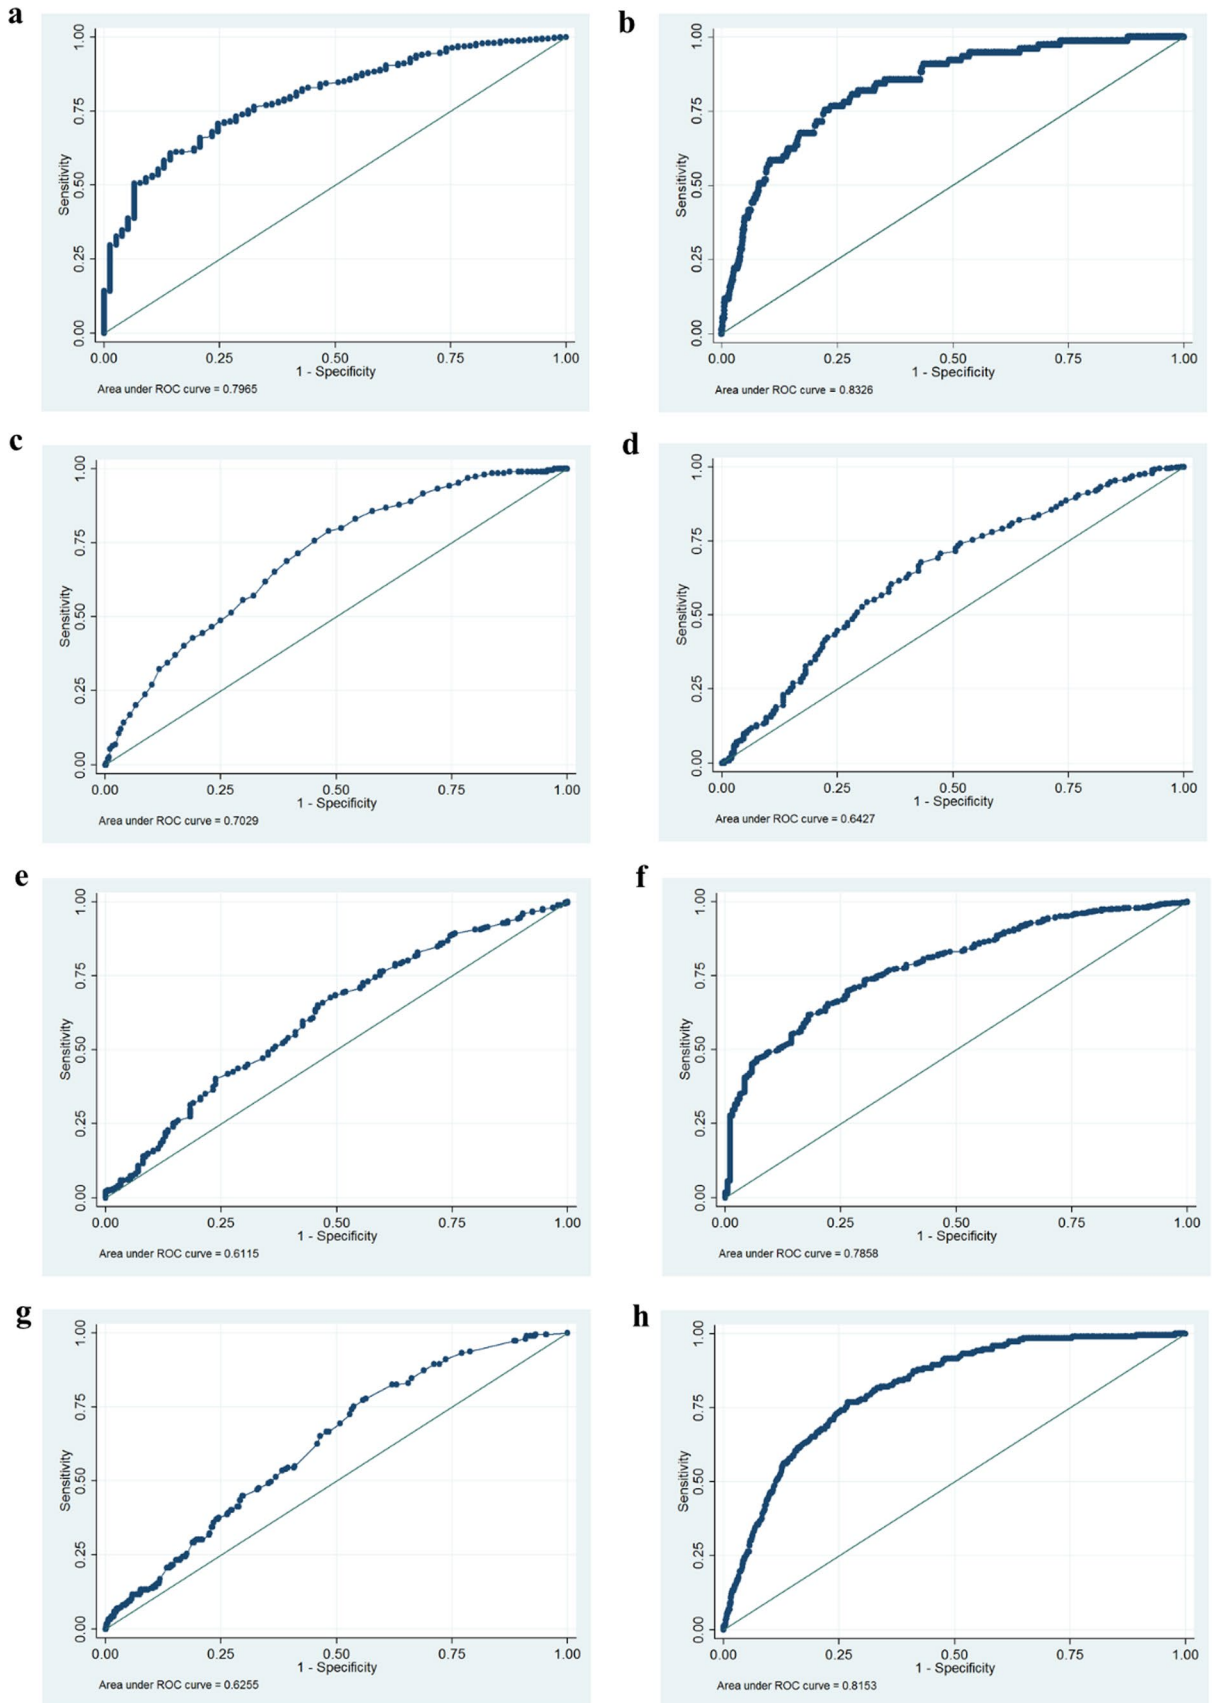 a
1.00
0.75
Sensitivity
0.50
0.25
0.00
0.00 0.25 0.50 0.75 1.00
1 - Specificity
Area under ROC curve = 0.7965
b
1.00
0.75
Sensitivity
0.50
0.25
0.00
0.00 0.25 0.50 0.75 1.00
1 - Specificity
Area under ROC curve = 0.8326
c
1.00
0.75
Sensitivity
0.50
0.25
0.00
0.00 0.25 0.50 0.75 1.00
1 - Specificity
Area under ROC curve = 0.7029
d
1.00
0.75
Sensitivity
0.50
0.25
0.00
0.00 0.25 0.50 0.75 1.00
1 - Specificity
Area under ROC curve = 0.6427
e
1.00
0.75
Sensitivity
0.50
0.25
0.00
0.00 0.25 0.50 0.75 1.00
1 - Specificity
Area under ROC curve = 0.6115
f
1.00
0.75
Sensitivity
0.50
0.25
0.00
0.00 0.25 0.50 0.75 1.00
1 - Specificity
Area under ROC curve = 0.7858
g
1.00
0.75
Sensitivity
0.50
0.25
0.00
0.00 0.25 0.50 0.75 1.00
1 - Specificity
Area under ROC curve = 0.6255
h
1.00
0.75
Sensitivity
0.50
0.25
0.00
0.00 0.25 0.50 0.75 1.00
1 - Specificity
Area under ROC curve = 0.8153